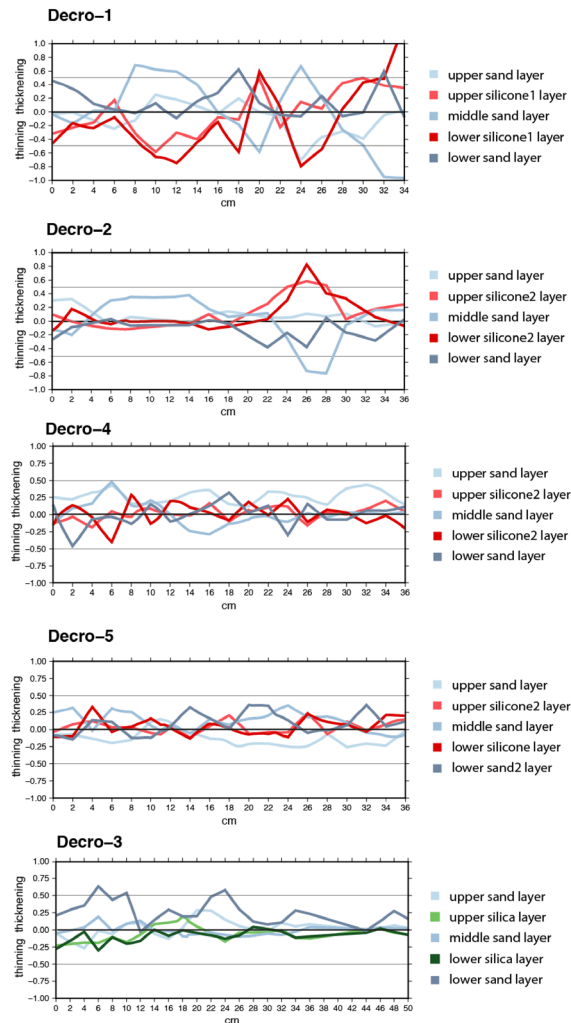 Decro-1
thinning thicknening
1.0
0.8
0.6
0.4
0.2
0.0
-0.2
-0.4
-0.6
-0.8
-1.0
0 2 4 6 8 10 12 14 16 18 20 22 24 26 28 30 32 34
cm
upper sand layer
upper silicone1 layer
middle sand layer
lower silicone1 layer
lower sand layer
Decro-2
thinning thicknening
1.0
0.8
0.6
0.4
0.2
0.0
-0.2
-0.4
-0.6
-0.8
-1.0
0 2 4 6 8 10 12 14 16 18 20 22 24 26 28 30 32 34 36
cm
upper sand layer
upper silicone2 layer
middle sand layer
lower silicone2 layer
lower sand layer
Decro-4
thinning thicknening
1.00
0.75
0.50
0.25
0.00
-0.25
-0.50
-0.75
-1.00
0 2 4 6 8 10 12 14 16 18 20 22 24 26 28 30 32 34 36
cm
upper sand layer
upper silicone2 layer
middle sand layer
lower silicone2 layer
lower sand layer
Decro-5
thinning thicknening
1.00
0.75
0.50
0.25
0.00
-0.25
-0.50
-0.75
-1.00
0 2 4 6 8 10 12 14 16 18 20 22 24 26 28 30 32 34 36
cm
upper sand layer
upper silicone2 layer
middle sand layer
lower silicone layer
lower sand2 layer
Decro-3
thinning thicknening
1.00
0.75
0.50
0.25
0.00
-0.25
-0.50
-0.75
-1.00
0 2 4 6 8 10 12 14 16 18 20 22 24 26 28 30 32 34 36 38 40 42 44 46 48 50
cm
upper sand layer
upper silica layer
middle sand layer
lower silica layer
lower sand layer